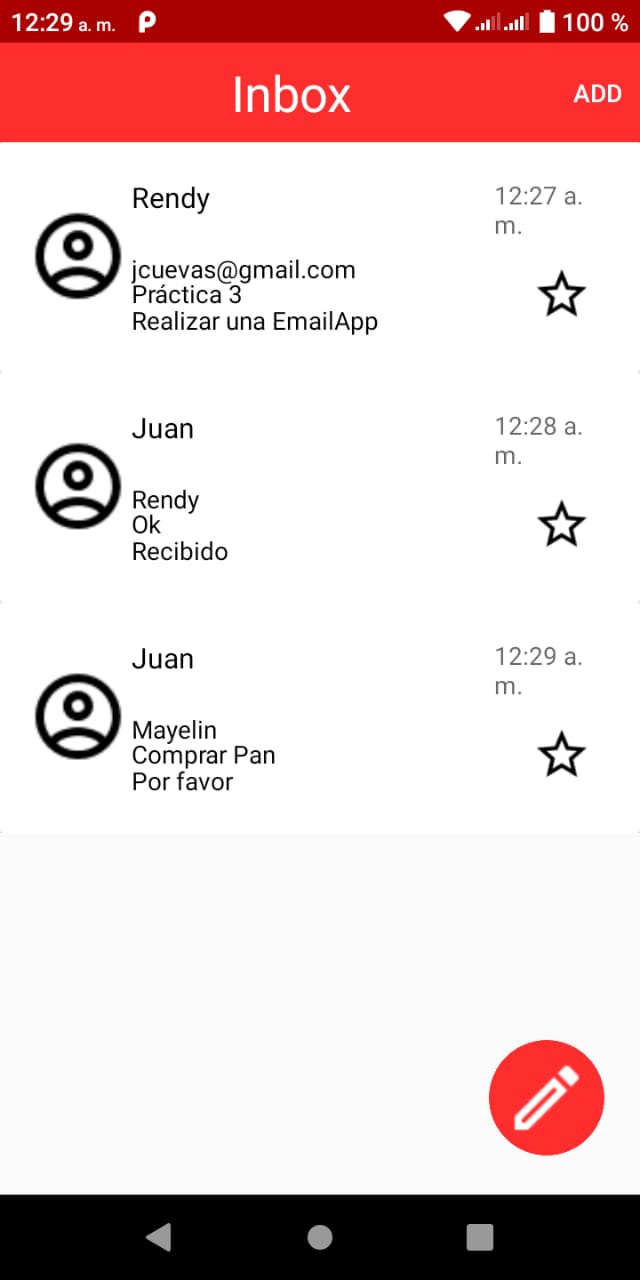 12:29 a. m. 100 %
Inbox ADD
Rendy 12:27 a.
m.
jcuevas@gmail.com
Práctica 3
Realizar una EmailApp
Juan 12:28 a.
m.
Rendy
Ok
Recibido
Juan 12:29 a.
m.
Mayelin
Comprar Pan
Por favor